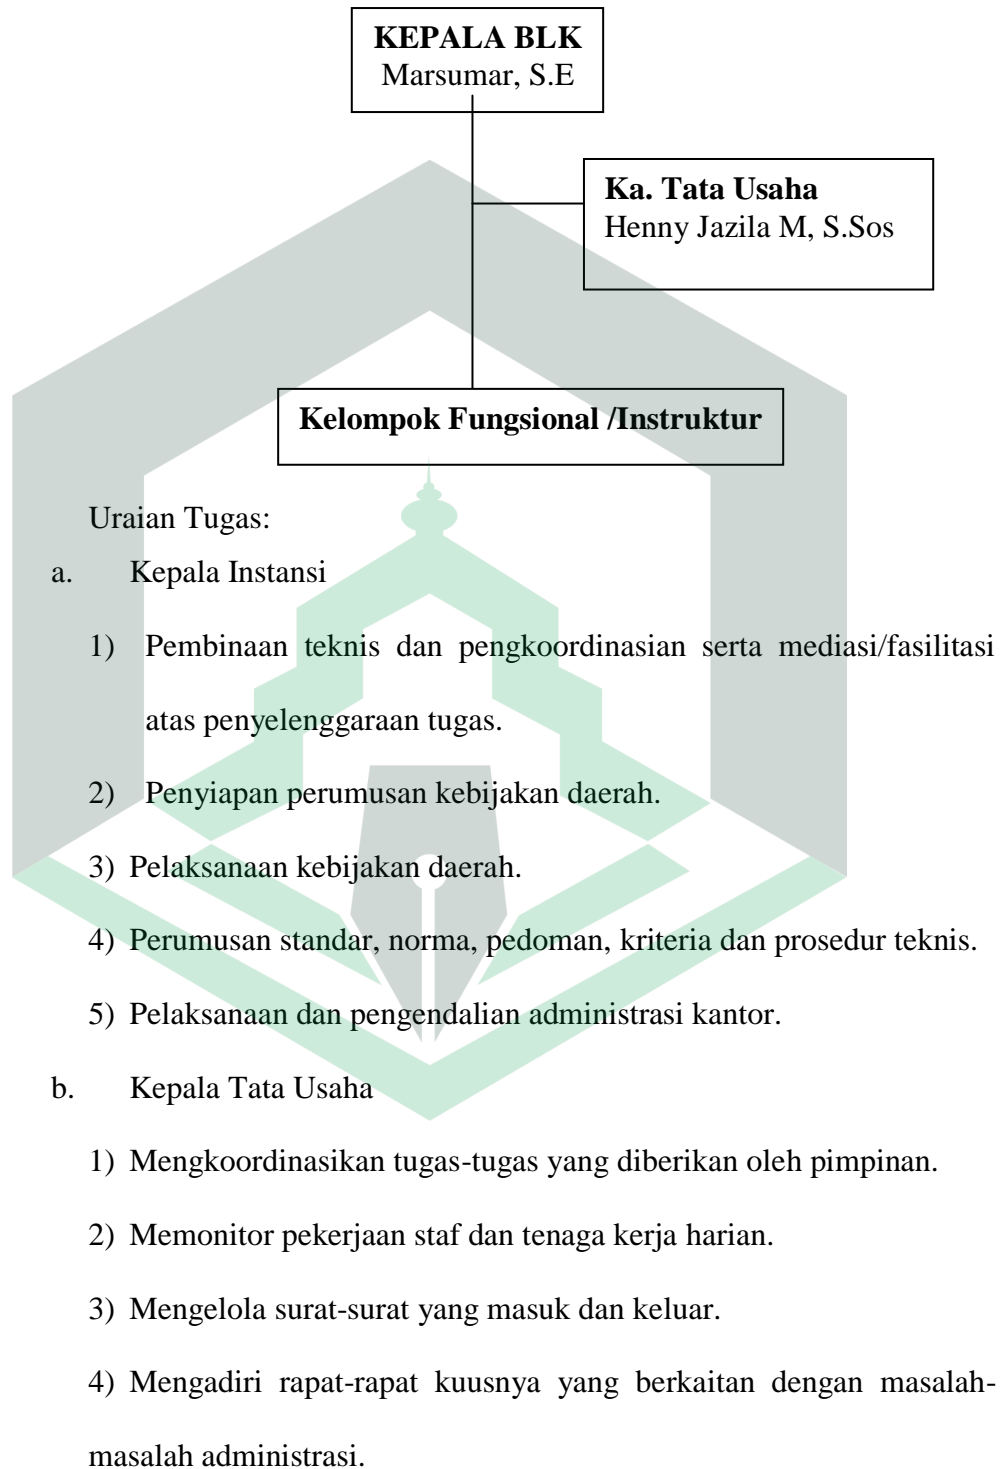 KEPALA BLK
Marsumar, S.E
Ka. Tata Usaha
Henny Jazila M, S.Sos
Kelompok Fungsional /Instruktur
Uraian Tugas:
a. Kepala Instansi
1) Pembinaan teknis dan pengkoordinasian serta mediasi/fasilitasi
atas penyelenggaraan tugas.
2) Penyiapan perumusan kebijakan daerah.
3) Pelaksanaan kebijakan daerah.
4) Perumusan standar, norma, pedoman, kriteria dan prosedur teknis.
5) Pelaksanaan dan pengendalian administrasi kantor.
b. Kepala Tata Usaha
1) Mengkoordinasikan tugas-tugas yang diberikan oleh pimpinan.
2) Memonitor pekerjaan staf dan tenaga kerja harian.
3) Mengelola surat-surat yang masuk dan keluar.
4) Mengadiri rapat-rapat kuusnya yang berkaitan dengan masalah-
masalah administrasi.